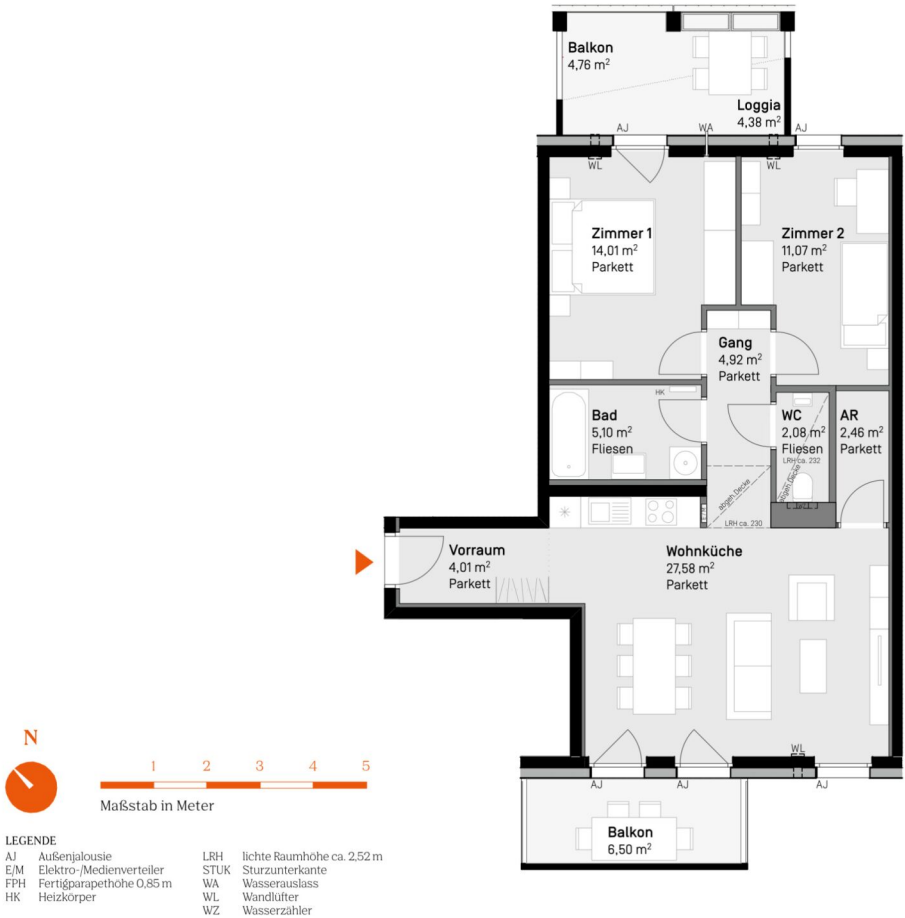 Balkon
4,76 m²
Loggia
4,38 m²
AJ
WA
AJ
WL
WL
Zimmer 1
14,01 m²
Parkett
Zimmer 2
11,07 m²
Parkett
Gang
4,92 m²
Parkett
HK
Bad
5,10 m²
Fliesen
WC
2,08 m²
Fliesen
LRH ca. 232
abgeh. Decke
AR
2,46 m²
Parkett
abgeh. Decke
LRH ca. 230
Vorraum
4,01 m²
Parkett
Wohnküche
27,58 m²
Parkett
WL
AJ
AJ
AJ
Balkon
6,50 m²
N
1 2 3 4 5
Maßstab in Meter
LEGENDE
AJ Außenjalousie
E/M Elektro-/Medienverteiler
FPH Fertigparapethöhe 0,85 m
HK Heizkörper
LRH lichte Raumhöhe ca. 2,52 m
STUK Sturzunterkante
WA Wasserauslass
WL Wandlüfter
WZ Wasserzähler